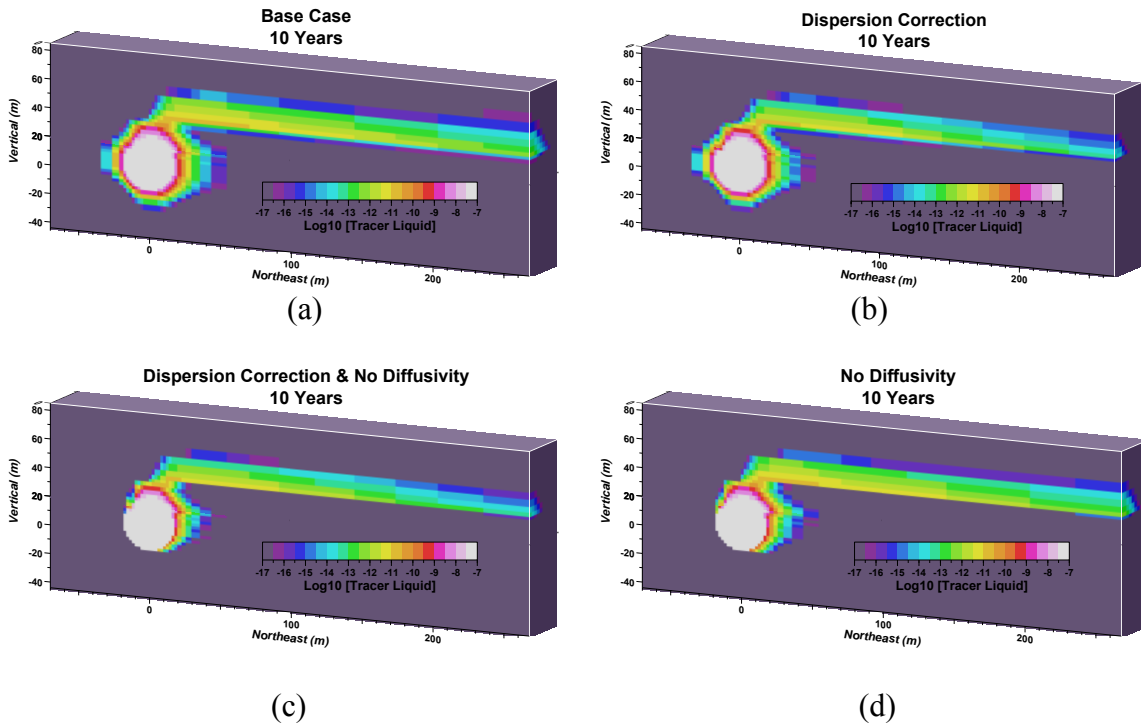 Base Case
10 Years
80
60
40
20
0
-20
-40
Vertical (m)
-17 -16 -15 -14 -13 -12 -11 -10 -9 -8 -7
Log10 [Tracer Liquid]
0 100 200
Northeast (m)
(a)
Dispersion Correction
10 Years
80
60
40
20
0
-20
-40
Vertical (m)
-17 -16 -15 -14 -13 -12 -11 -10 -9 -8 -7
Log10 [Tracer Liquid]
0 100 200
Northeast (m)
(b)
Dispersion Correction & No Diffusivity
10 Years
80
60
40
20
0
-20
-40
Vertical (m)
-17 -16 -15 -14 -13 -12 -11 -10 -9 -8 -7
Log10 [Tracer Liquid]
0 100 200
Northeast (m)
(c)
No Diffusivity
10 Years
80
60
40
20
0
-20
-40
Vertical (m)
-17 -16 -15 -14 -13 -12 -11 -10 -9 -8 -7
Log10 [Tracer Liquid]
0 100 200
Northeast (m)
(d)